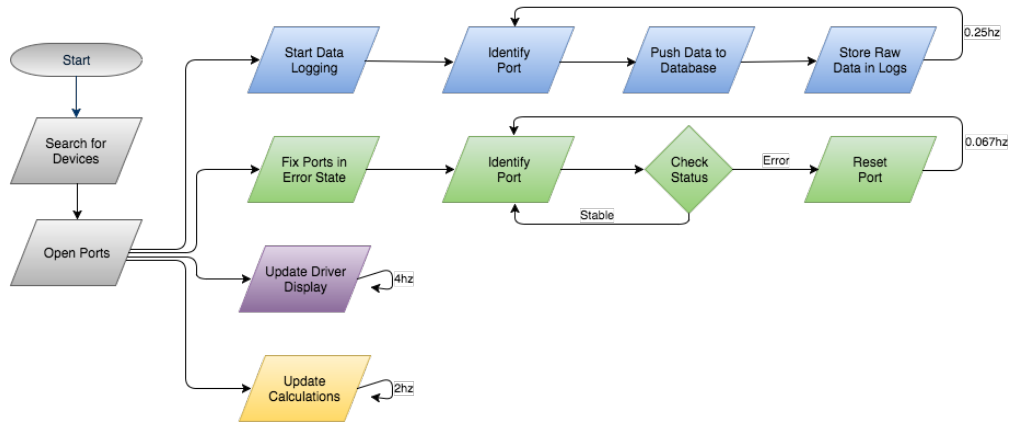 Start
Search for
Devices
Open Ports
Start Data
Logging
Identify
Port
Push Data to
Database
Store Raw
Data in Logs
0.25hz
Fix Ports in
Error State
Identify
Port
Check
Status
Error
Reset
Port
0.067hz
Stable
Update Driver
Display
4hz
Update
Calculations
2hz